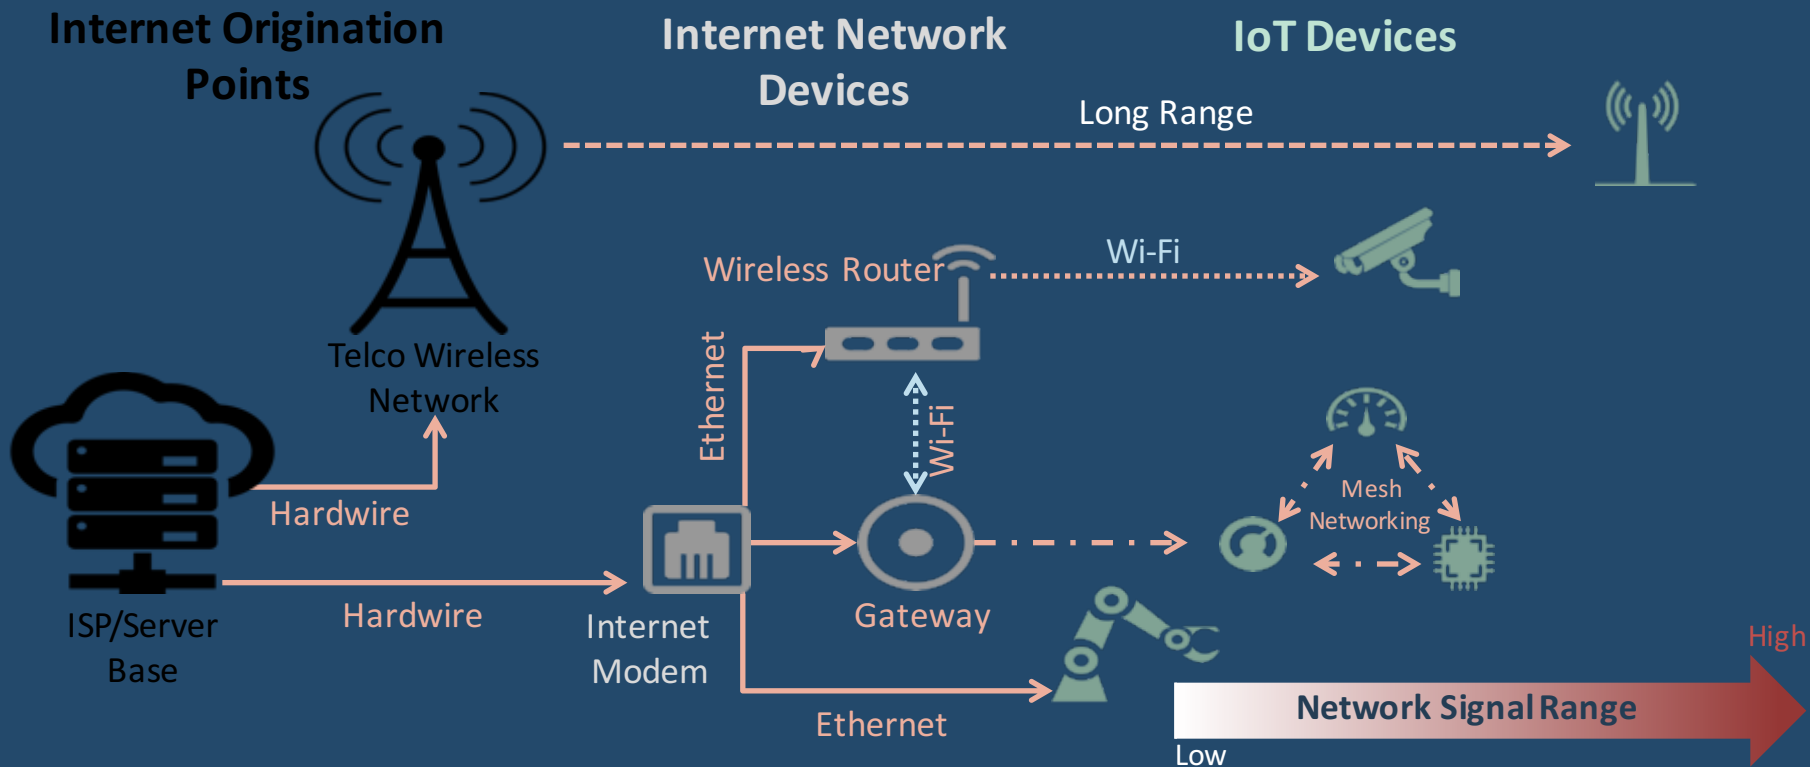 Internet Origination
Points
Internet Network
Devices
IoT Devices
Long Range
Wireless Router
Wi-Fi
Telco Wireless
Network
Ethernet
Wi-Fi
Mesh
Networking
Hardwire
Hardwire
ISP/Server
Base
Internet
Modem
Gateway
Ethernet
High
Network Signal Range
Low